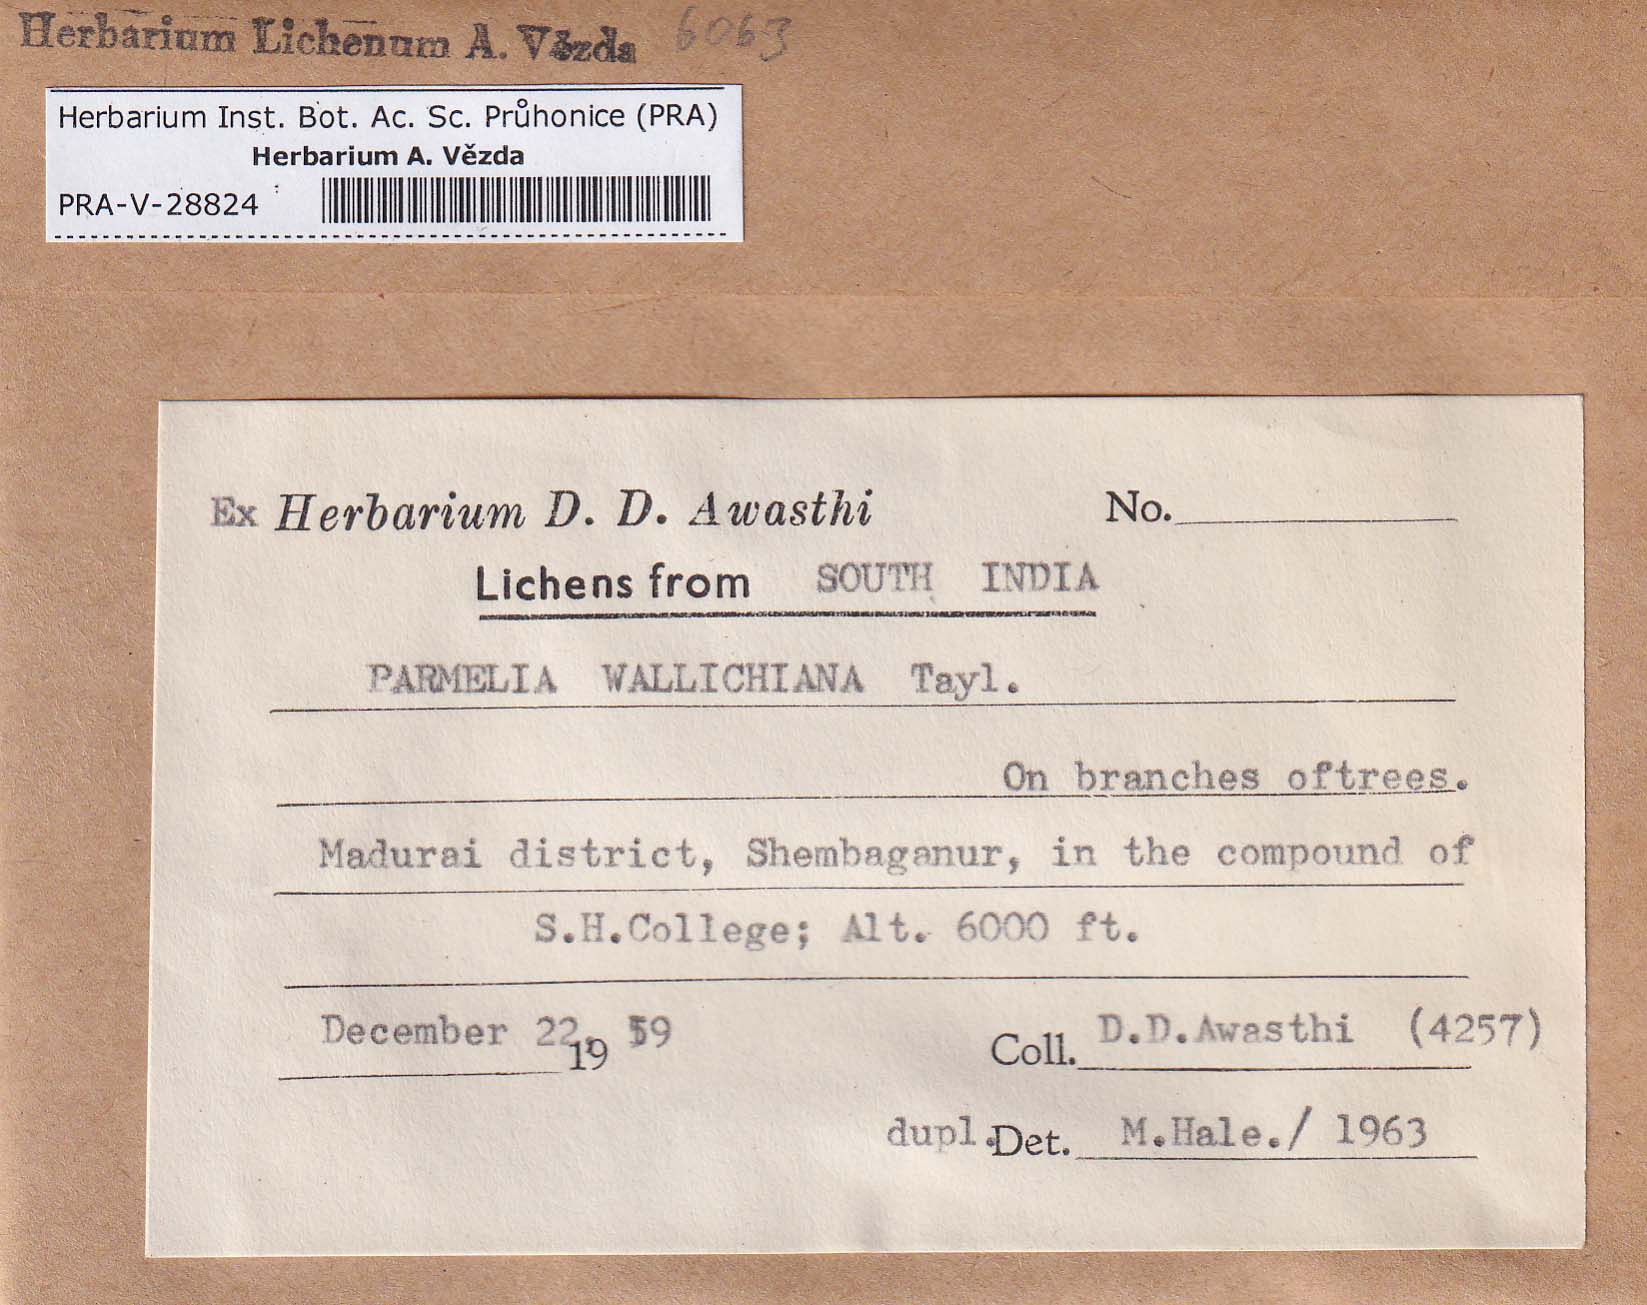 Herbarium Lichenum A. Vězda 6063
Herbarium Inst. Bot. Ac. Sc. Průhonice (PRA)
Herbarium A. Vězda
PRA-V-28824
Ex Herbarium D. D. Awasthi No.
Lichens from SOUTH INDIA
PARMELIA WALLICHIANA Tayl.
On branches oftrees.
Madurai district, Shembaganur, in the compound of
S.H.College; Alt. 6000 ft.
December 22, 19 59 Coll. D.D.Awasthi (4257)
dupl. Det. M.Hale./ 1963